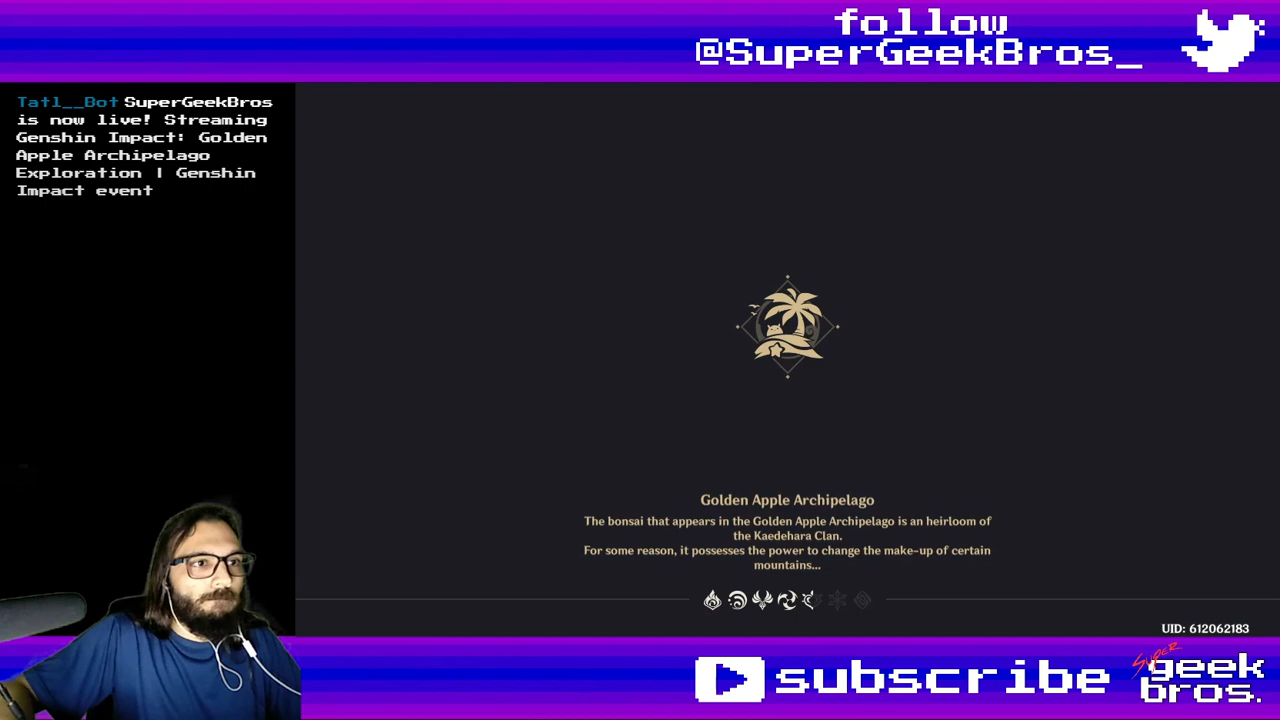 follow
@SuperGeekBros_
Tatl__Bot SuperGeekBros
is now live! Streaming
Genshin Impact: Golden
Apple Archipelago
Exploration | Genshin
Impact event
Golden Apple Archipelago
The bonsai that appears in the Golden Apple Archipelago is an heirloom of
the Kaedehara Clan.
For some reason, it possesses the power to change the make-up of certain
mountains...
UID: 612062183
subscribe
SUPER
geek
bros.